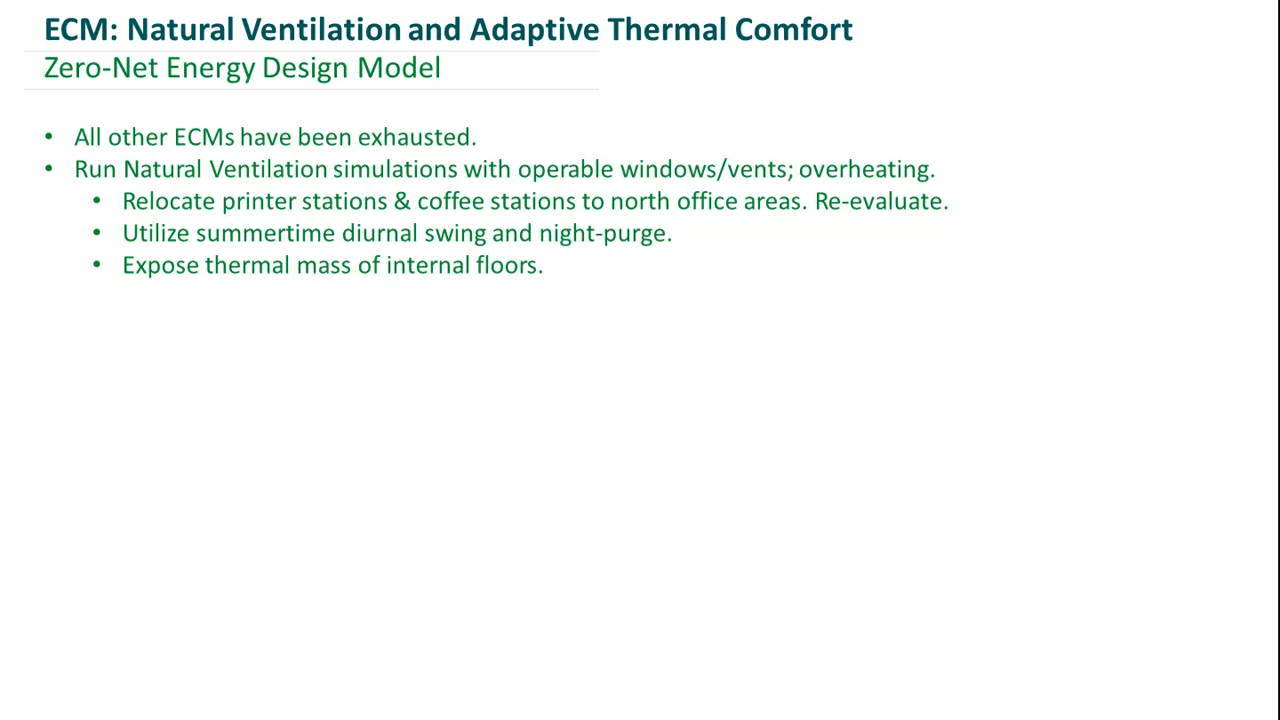 ECM: Natural Ventilation and Adaptive Thermal Comfort
Zero-Net Energy Design Model
• All other ECMs have been exhausted.
• Run Natural Ventilation simulations with operable windows/vents; overheating.
• Relocate printer stations & coffee stations to north office areas. Re-evaluate.
• Utilize summertime diurnal swing and night-purge.
• Expose thermal mass of internal floors.